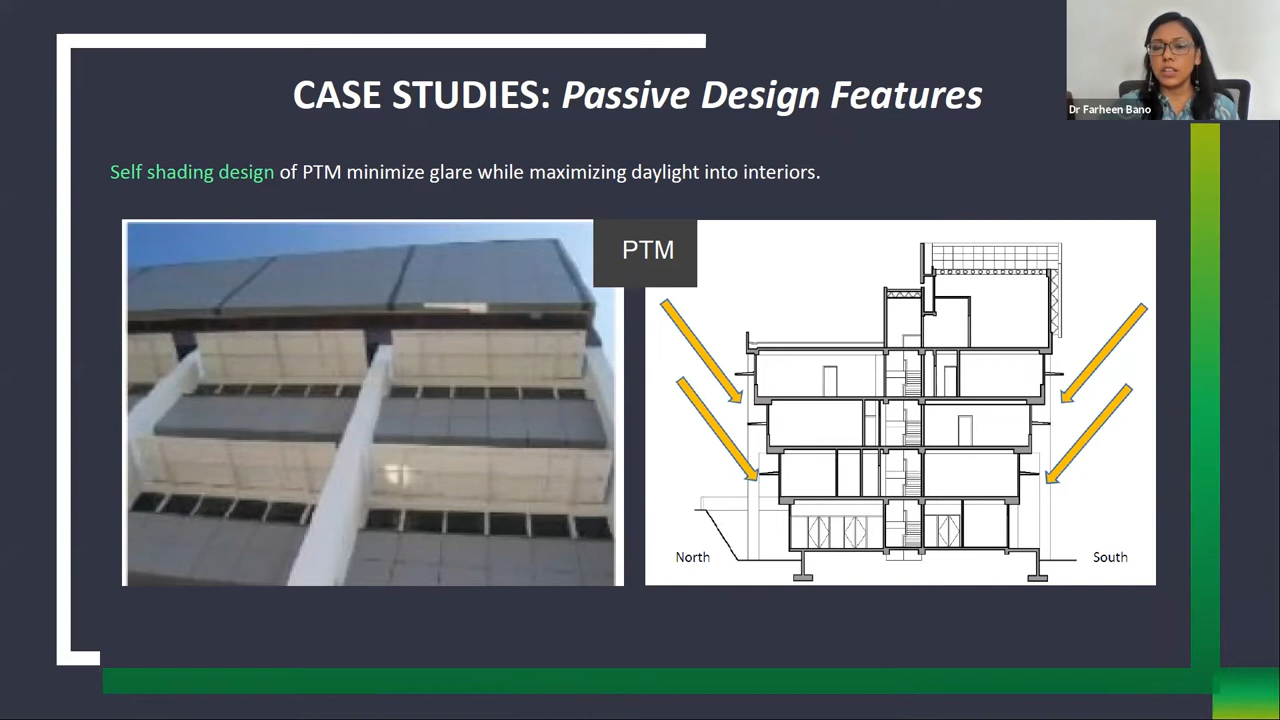 CASE STUDIES: Passive Design Features
Dr Farheen Bano
Self shading design of PTM minimize glare while maximizing daylight into interiors.
PTM
North
South